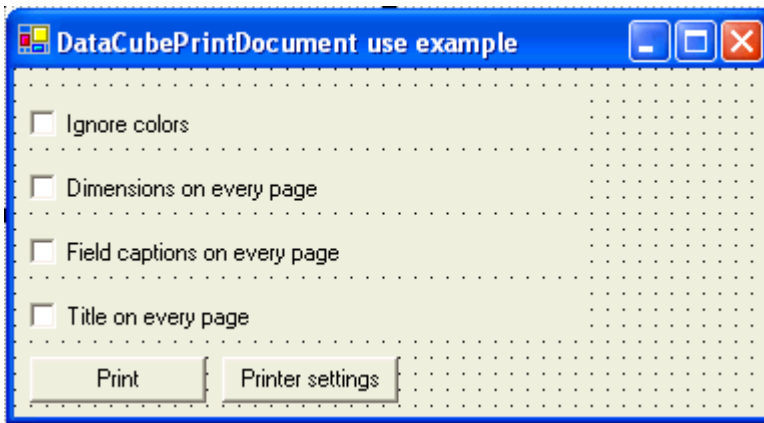 DataCubePrintDocument use example
Ignore colors
Dimensions on every page
Field captions on every page
Title on every page
Print Printer settings